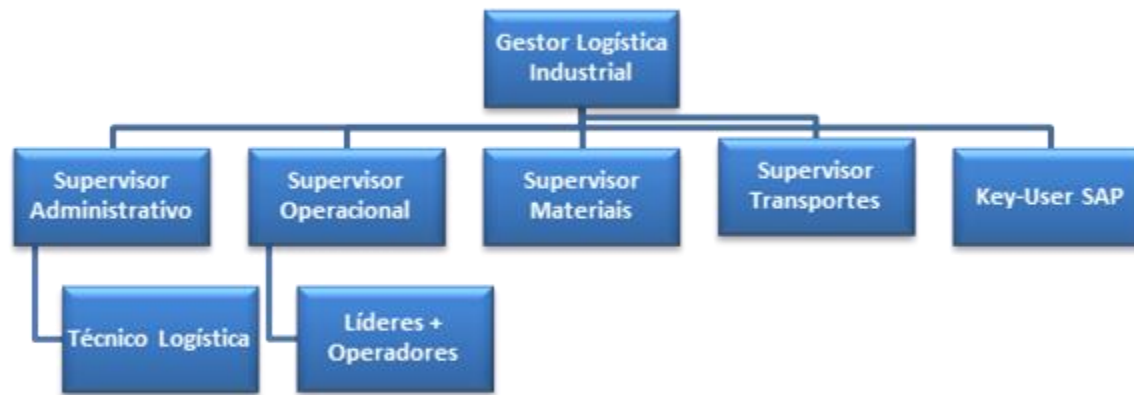 Gestor Logística
Industrial
Supervisor
Administrativo
Supervisor
Operacional
Supervisor
Materiais
Supervisor
Transportes
Key-User SAP
Técnico Logística
Líderes +
Operadores